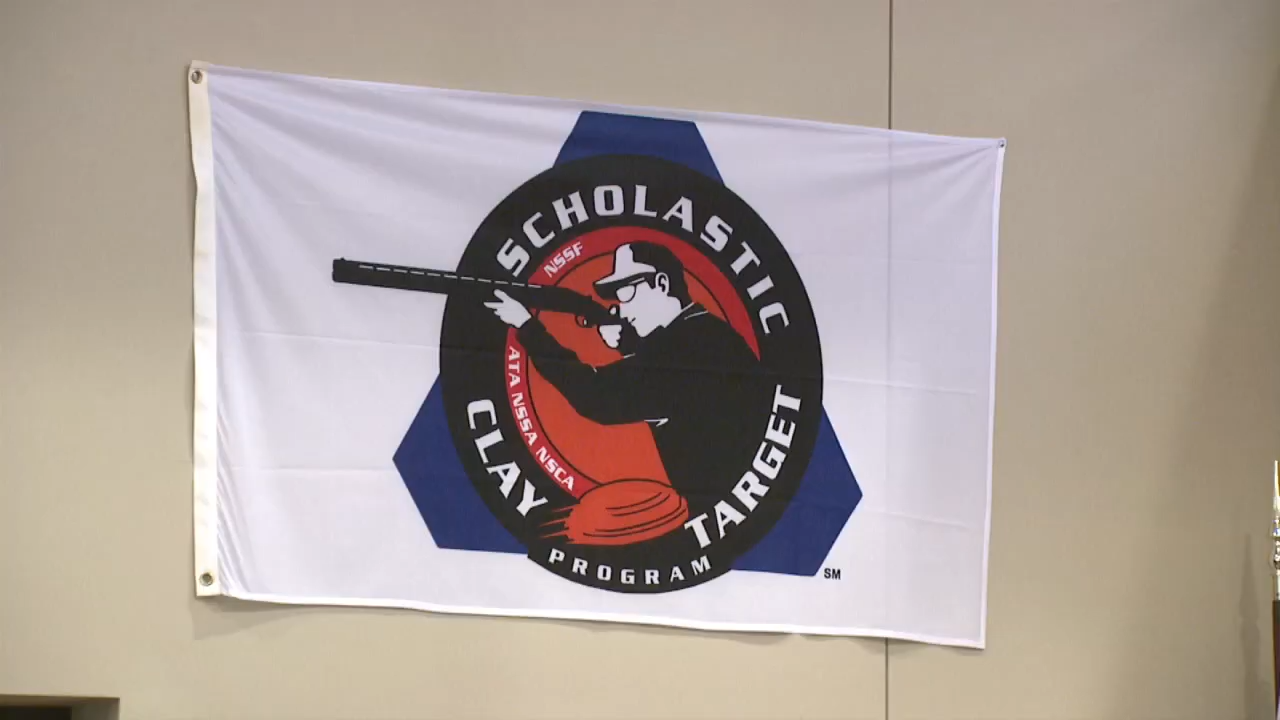 SCHOLASTIC
NSSF
ATA NSSA NSCA
CLAY
TARGET
PROGRAM
SM